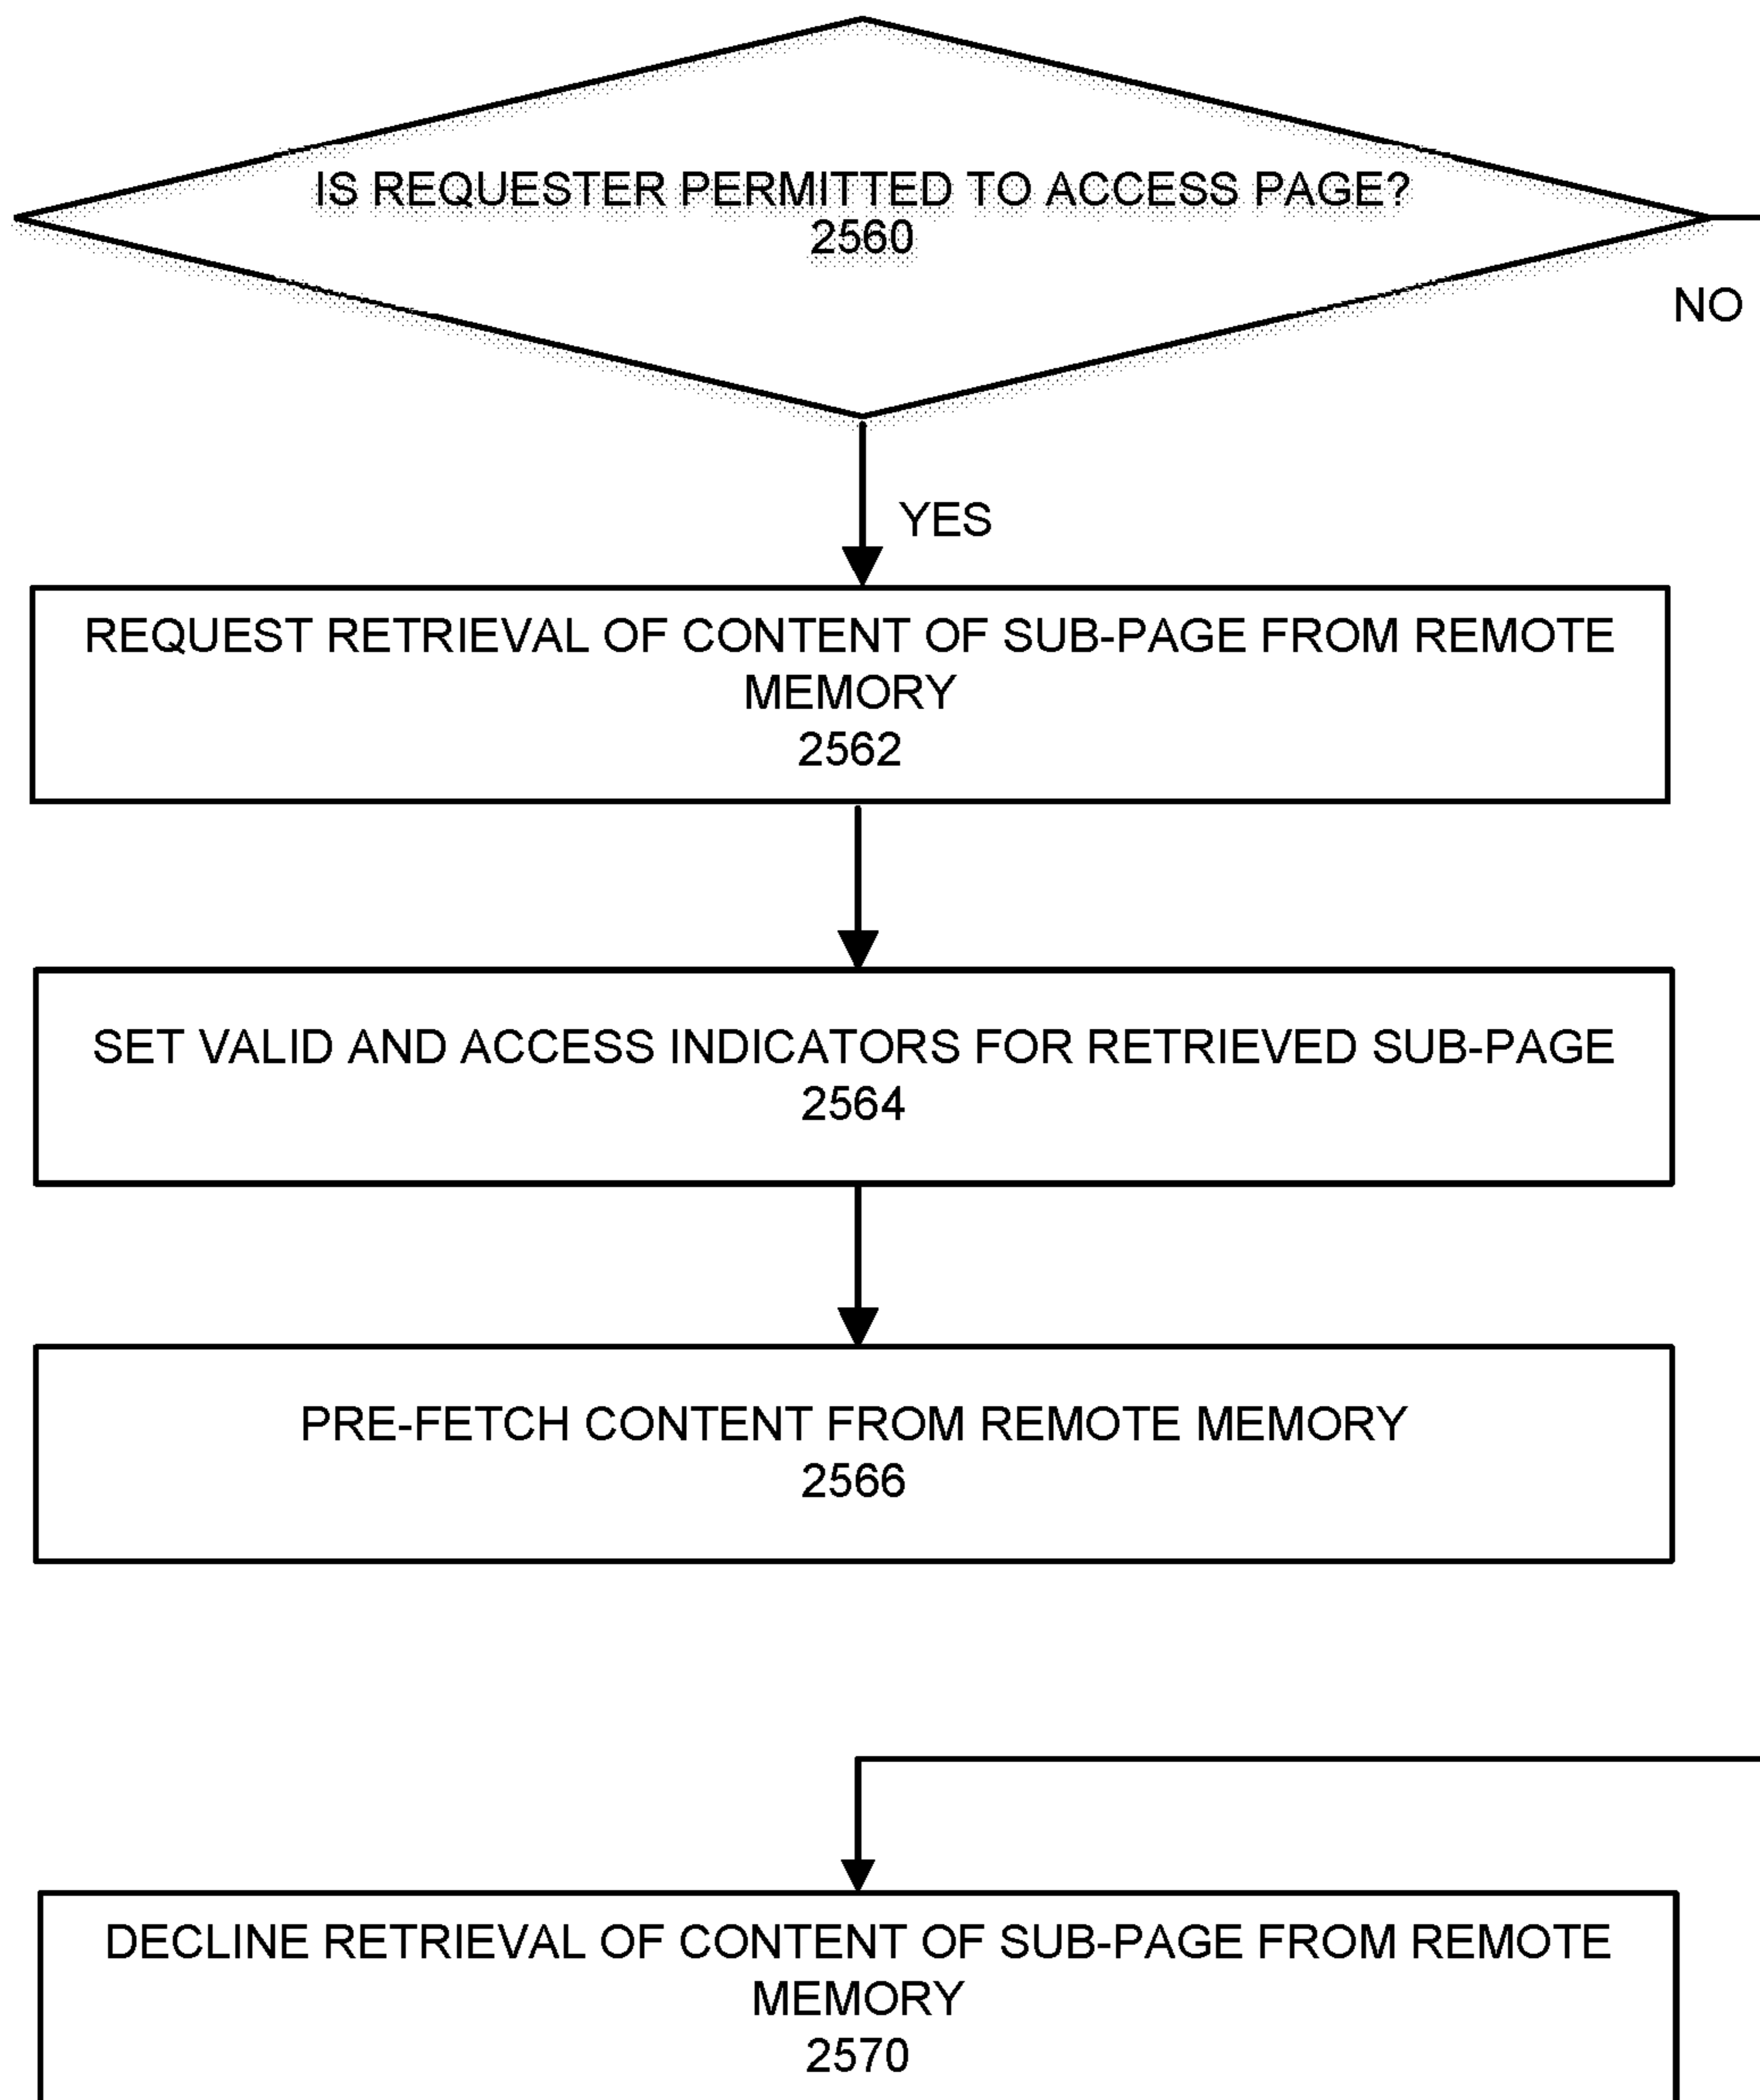 IS REQUESTER PERMITTED TO ACCESS PAGE?
2560
NO
YES
REQUEST RETRIEVAL OF CONTENT OF SUB-PAGE FROM REMOTE
MEMORY
2562
SET VALID AND ACCESS INDICATORS FOR RETRIEVED SUB-PAGE
2564
PRE-FETCH CONTENT FROM REMOTE MEMORY
2566
DECLINE RETRIEVAL OF CONTENT OF SUB-PAGE FROM REMOTE
MEMORY
2570